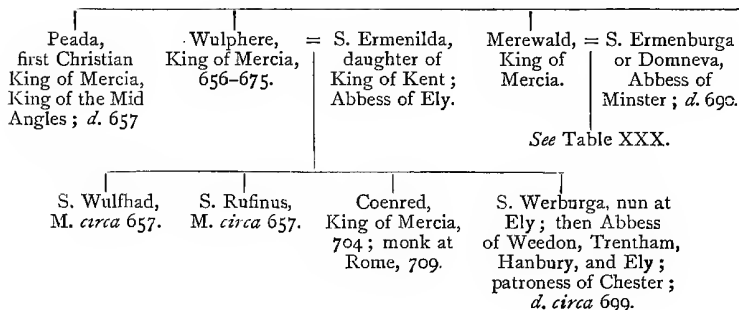 Peada,
first Christian
King of Mercia,
King of the Mid
Angles ; d. 657
Wulphere,
King of Mercia,
656–675.
= S. Ermenilda,
daughter of
King of Kent ;
Abbess of Ely.
Merewald,
King of
Mercia.
= S. Ermenburga
or Domneva,
Abbess of
Minster ; d. 690.
See Table XXX.
S. Wulfhad,
M. circa 657.
S. Rufinus,
M. circa 657.
Coenred,
King of Mercia,
704 ; monk at
Rome, 709.
S. Werburga, nun at
Ely ; then Abbess
of Weedon, Trentham,
Hanbury, and Ely ;
patroness of Chester ;
d. circa 699.